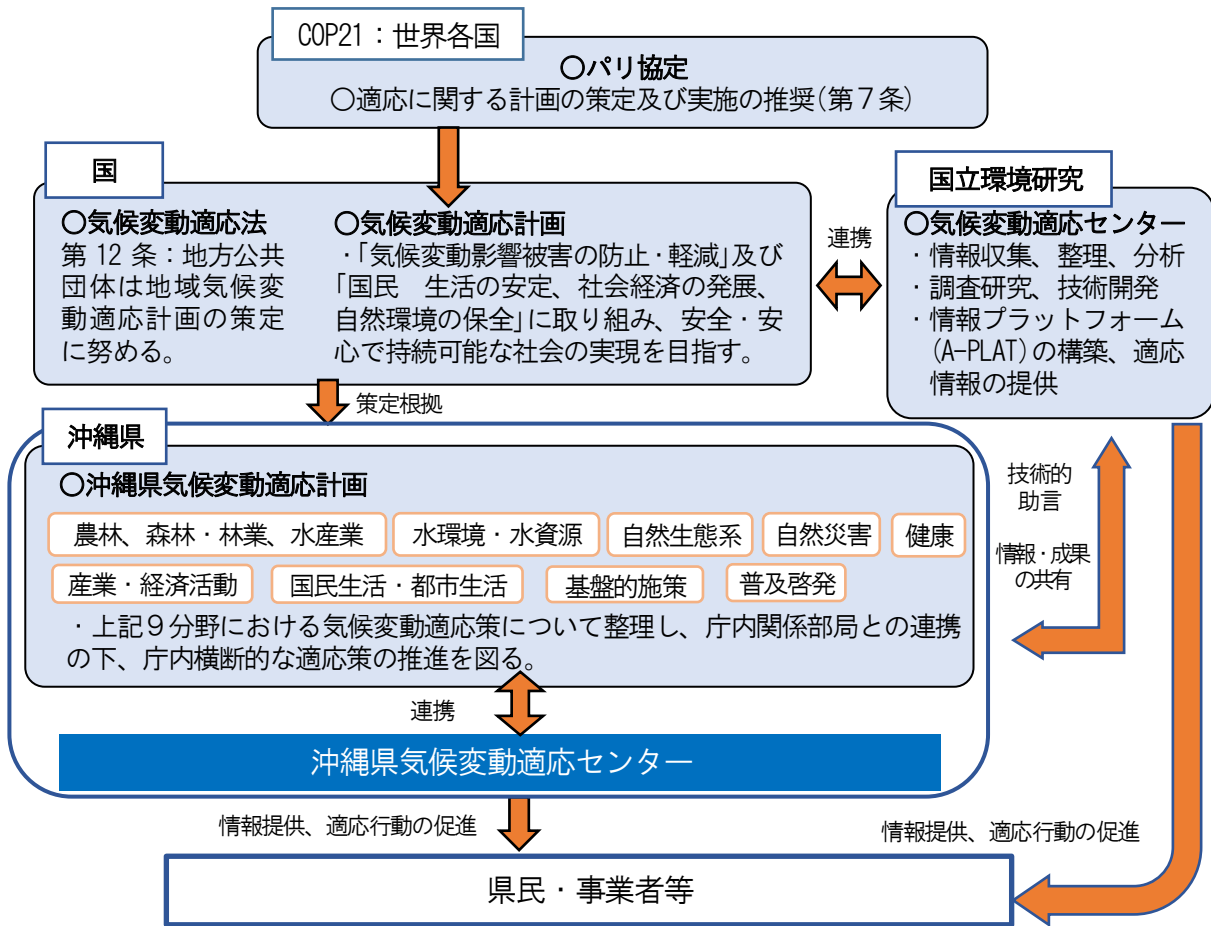 COP21：世界各国
〇パリ協定
〇適応に関する計画の策定及び実施の推奨(第７条)
国
〇気候変動適応法
第 12 条：地方公共
団体は地域気候変
動適応計画の策定
に努める。
〇気候変動適応計画
・「気候変動影響被害の防止・軽減」及び
「国民　生活の安定、社会経済の発展、
自然環境の保全」に取り組み、安全・安
心で持続可能な社会の実現を目指す。
連携
国立環境研究
〇気候変動適応センター
・情報収集、整理、分析
・調査研究、技術開発
・情報プラットフォーム
(A-PLAT)の構築、適応
情報の提供
策定根拠
沖縄県
〇沖縄県気候変動適応計画
農林、森林・林業、水産業
水環境・水資源
自然生態系
自然災害
健康
産業・経済活動
国民生活・都市生活
基盤的施策
普及啓発
・上記９分野における気候変動適応策について整理し、庁内関係部局との連携
の下、庁内横断的な適応策の推進を図る。
技術的
助言
情報・成果
の共有
連携
沖縄県気候変動適応センター
情報提供、適応行動の促進
情報提供、適応行動の促進
県民・事業者等